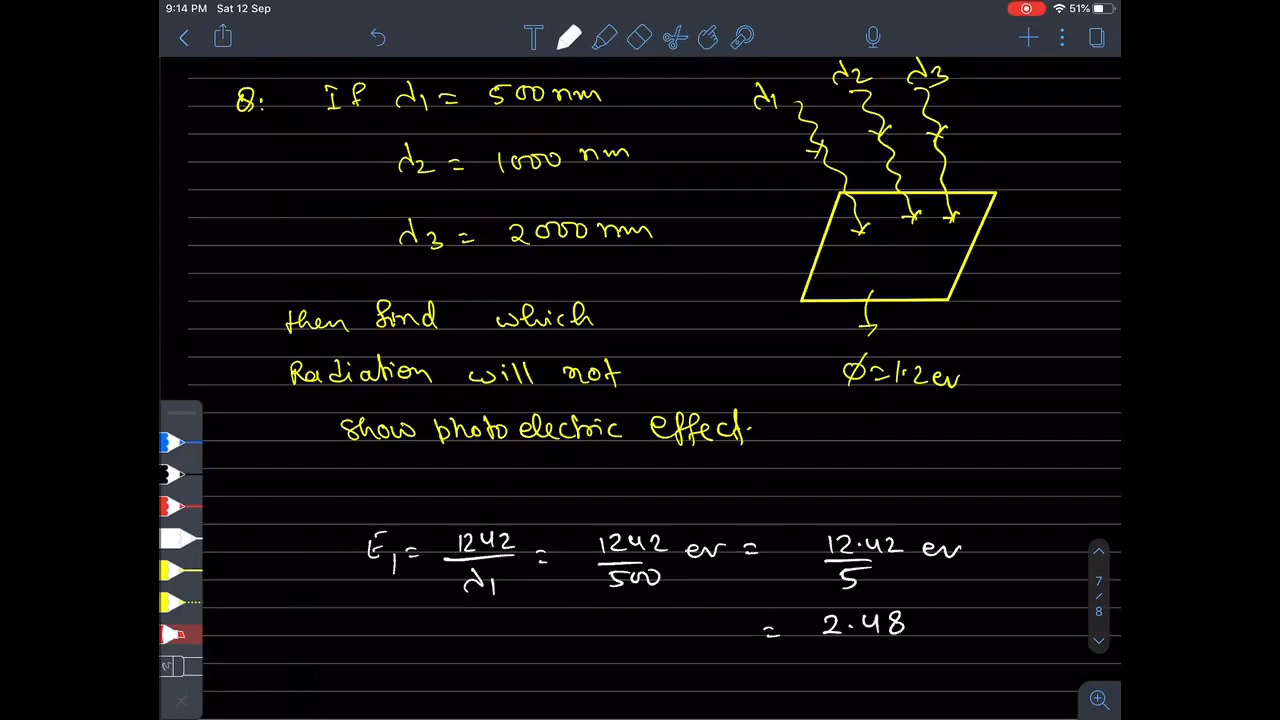 9:14 PM Sat 12 Sep
51%
T
Q: If λ1 = 500 nm
λ2 = 1000 nm
λ3 = 2000 nm
then find which
Radiation will not
show photoelectric effect.
λ1 λ2 λ3
ϕ=1.2 ev
E1 = 1242/λ1 = 1242/500 ev = 12.42/5 ev
= 2.48
7
/
8